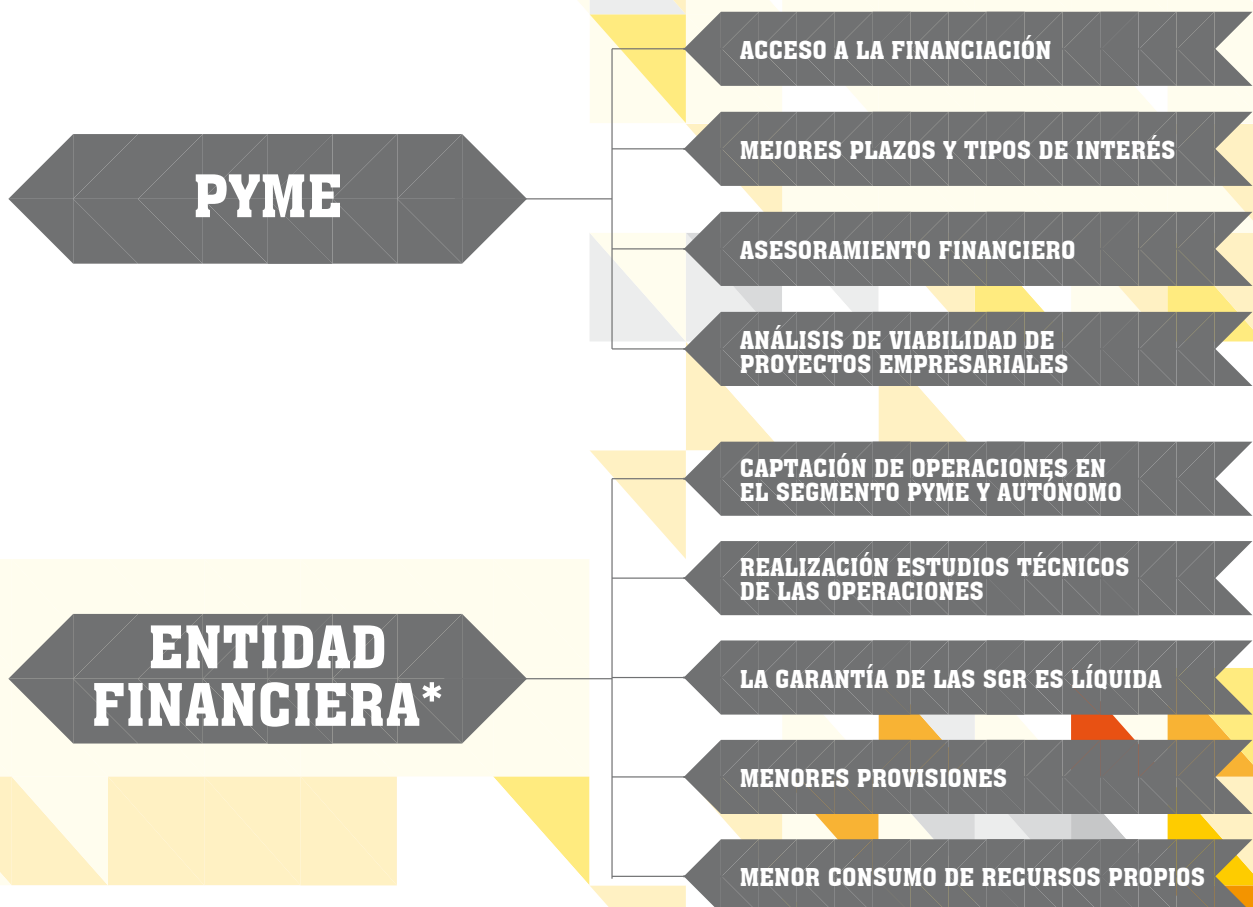 PYME
ACCESO A LA FINANCIACIÓN
MEJORES PLAZOS Y TIPOS DE INTERÉS
ASESORAMIENTO FINANCIERO
ANÁLISIS DE VIABILIDAD DE
PROYECTOS EMPRESARIALES
ENTIDAD
FINANCIERA*
CAPTACIÓN DE OPERACIONES EN
EL SEGMENTO PYME Y AUTÓNOMO
REALIZACIÓN ESTUDIOS TÉCNICOS
DE LAS OPERACIONES
LA GARANTÍA DE LAS SGR ES LÍQUIDA
MENORES PROVISIONES
MENOR CONSUMO DE RECURSOS PROPIOS